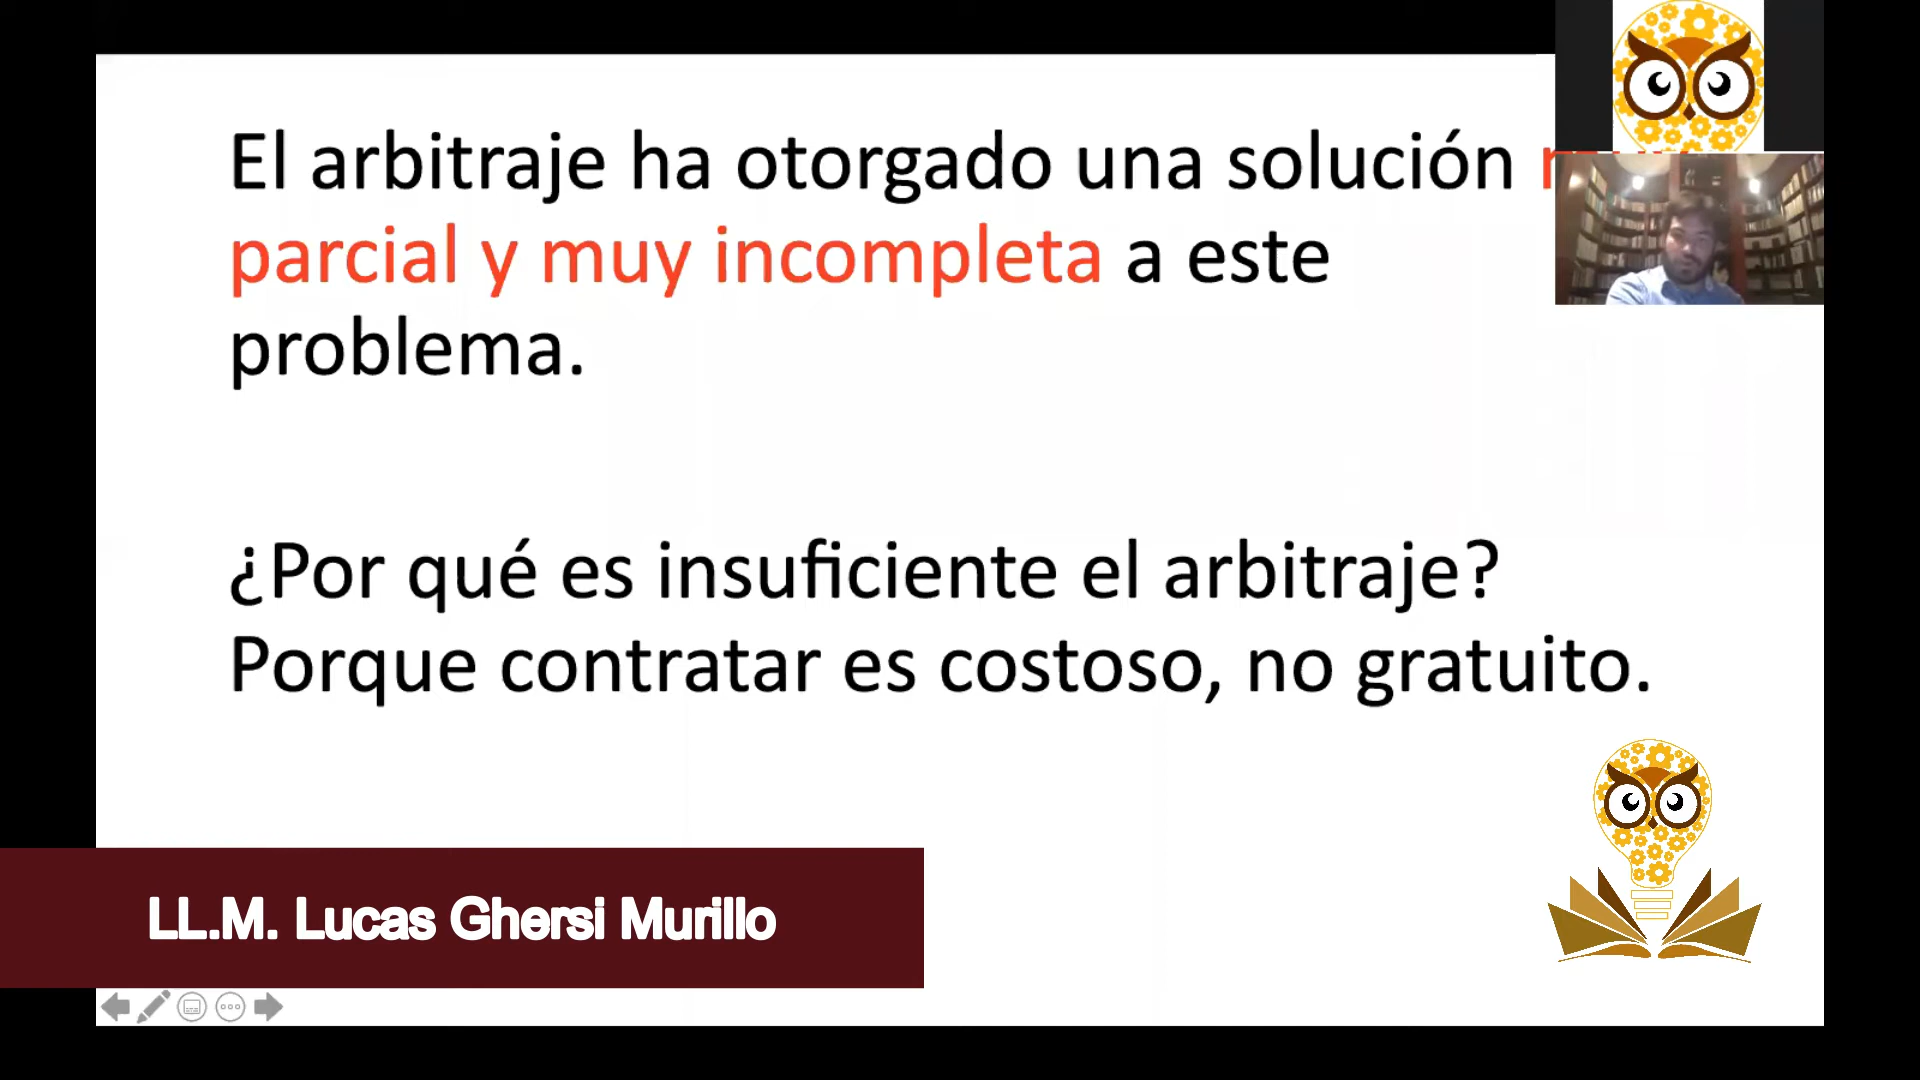 El arbitraje ha otorgado una solución
parcial y muy incompleta a este
problema.
¿Por qué es insuficiente el arbitraje?
Porque contratar es costoso, no gratuito.
LL.M. Lucas Ghersi Murillo